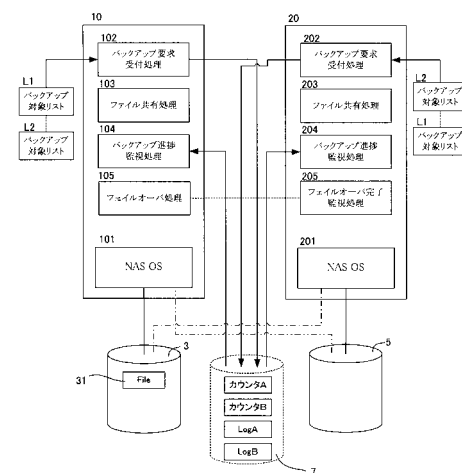 10
20
102
バックアップ要求
受付処理
103
ファイル共有処理
104
バックアップ進捗
監視処理
105
フェイルオーバ処理
101
NAS OS
L1
バックアップ
対象リスト
L2
バックアップ
対象リスト
202
バックアップ要求
受付処理
203
ファイル共有処理
204
バックアップ進捗
監視処理
205
フェイルオーバ完了
監視処理
201
NAS OS
L2
バックアップ
対象リスト
L1
バックアップ
対象リスト
3
31
File
カウンタA
カウンタB
LogA
LogB
7
5